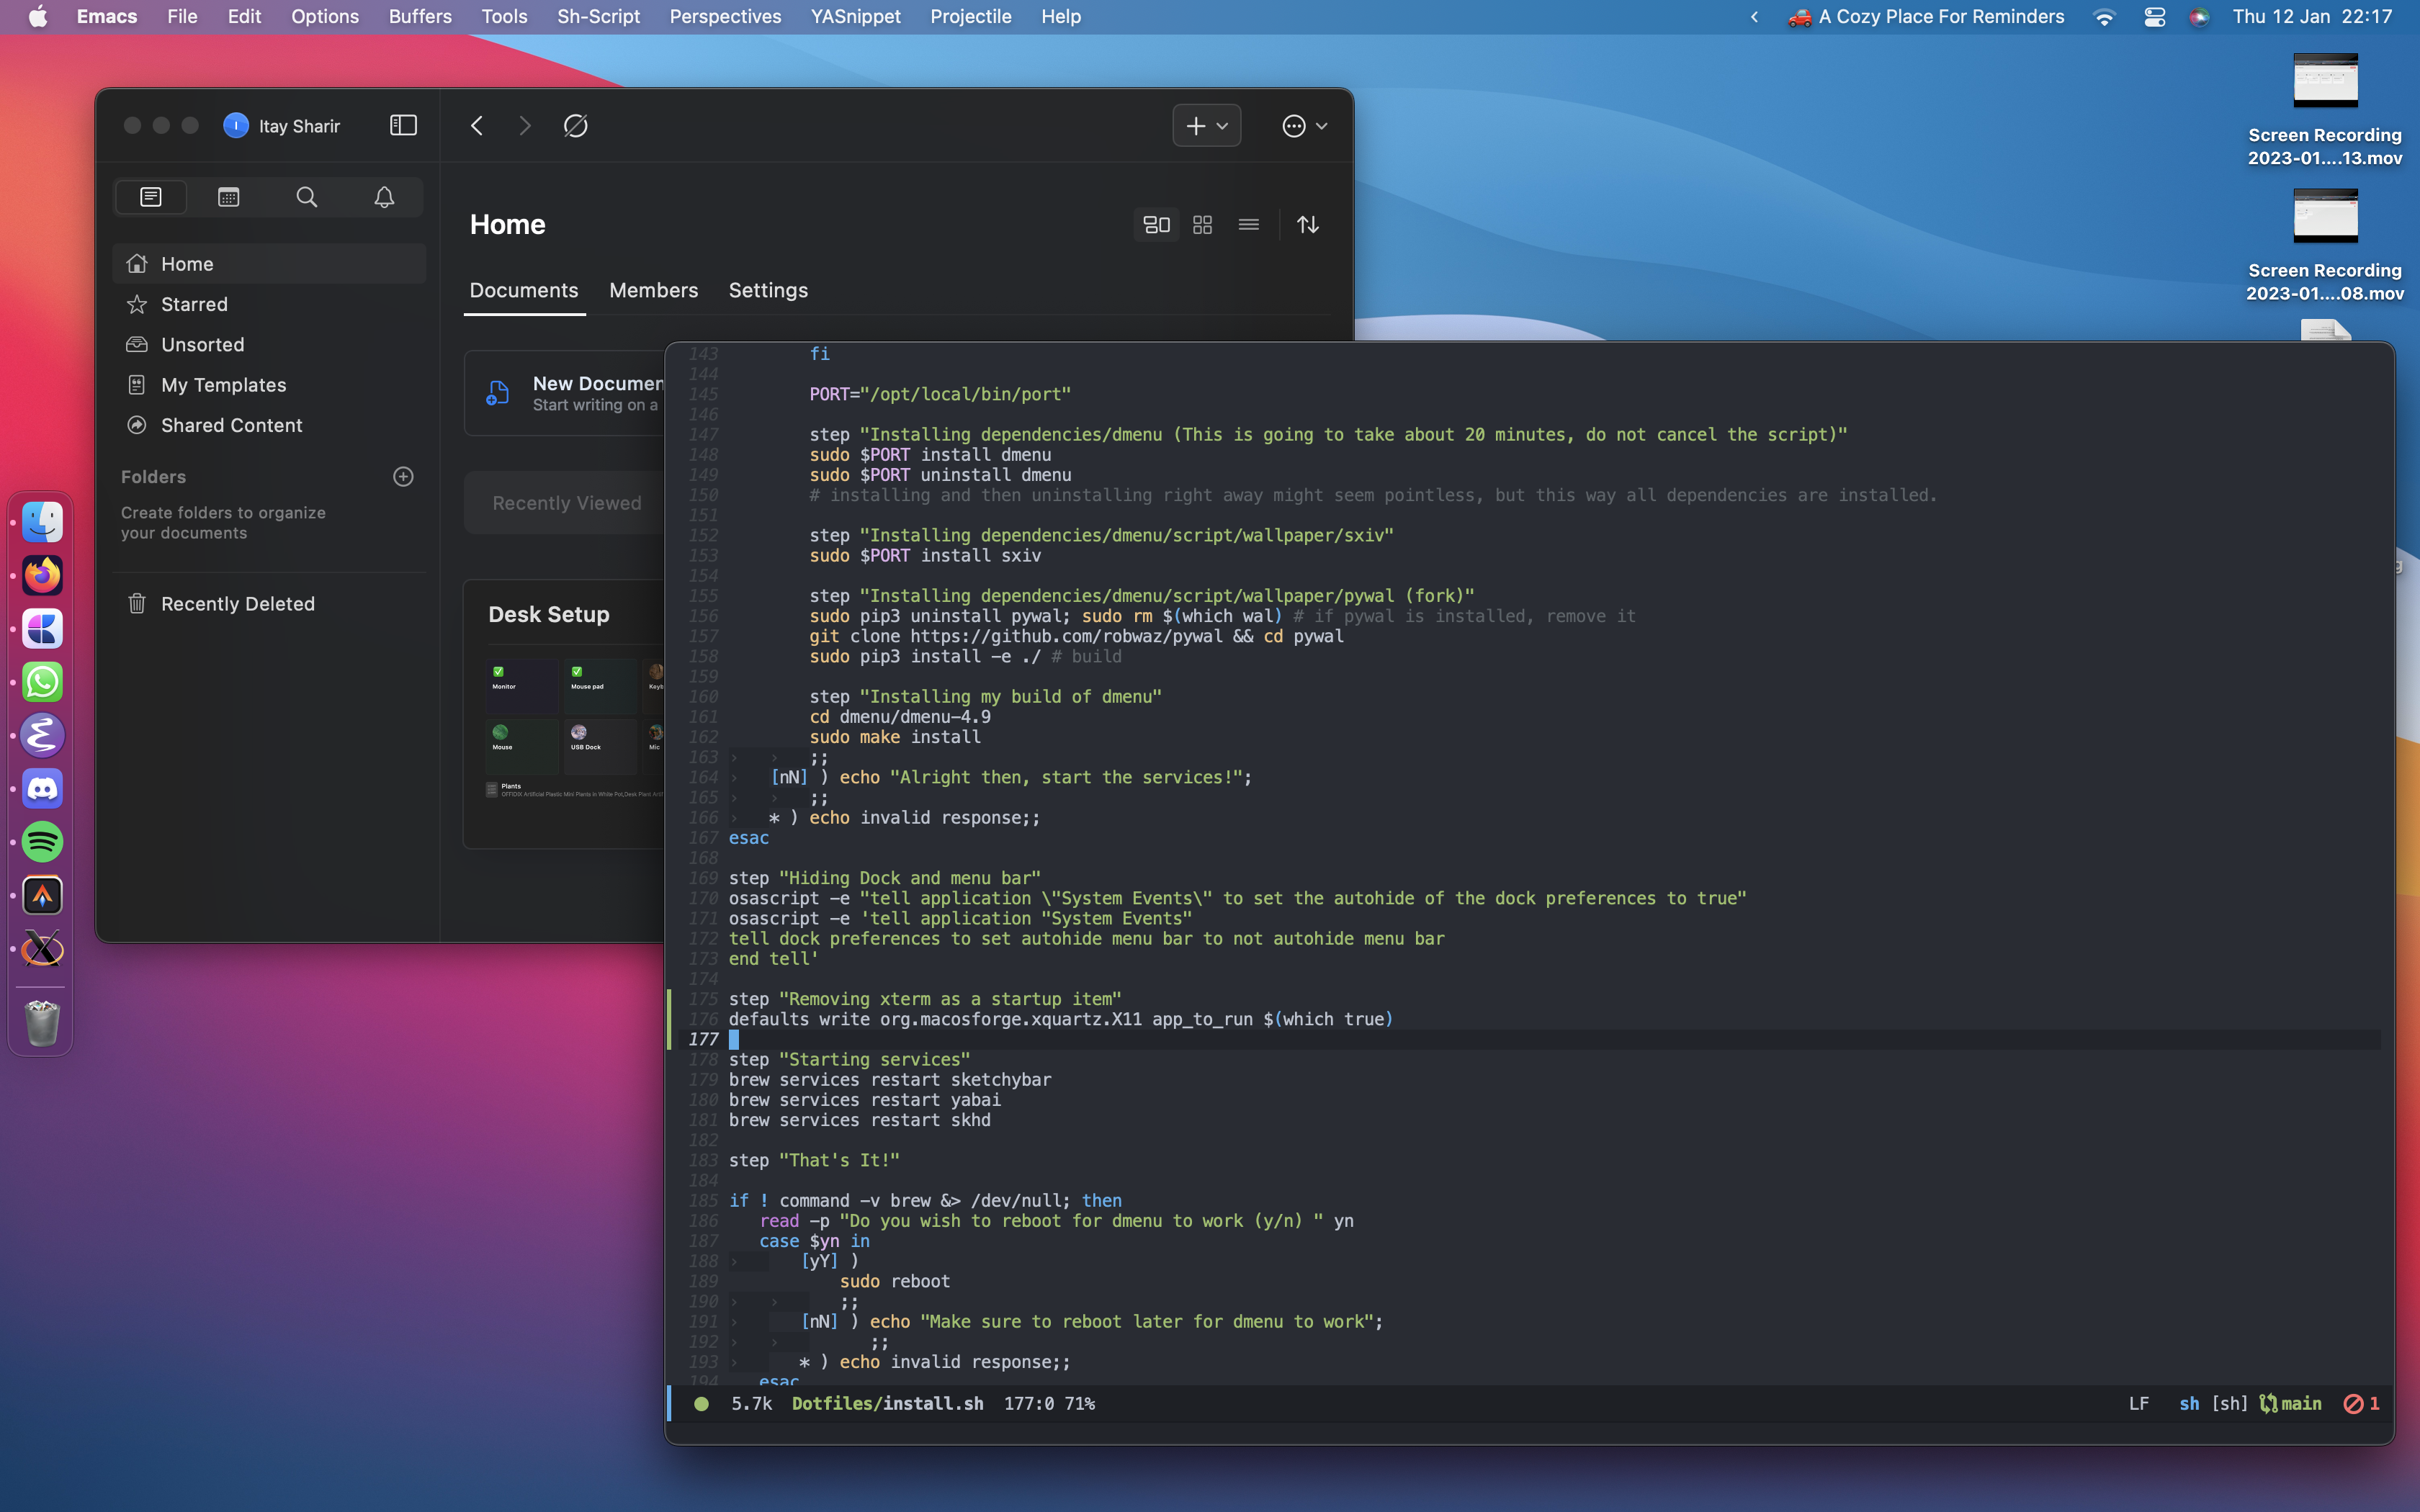 Emacs File Edit Options Buffers Tools Sh-Script Perspectives YASnippet Projectile Help
A Cozy Place For Reminders Thu 12 Jan 22:17
Screen Recording
2023-01....13.mov
Screen Recording
2023-01....08.mov
Itay Sharir
Home
Starred
Unsorted
My Templates
Shared Content
Folders
Create folders to organize
your documents
Recently Deleted
Home
Documents Members Settings
New Documen
Start writing on a
Recently Viewed
Desk Setup
Monitor Mouse pad Keyb
Mouse USB Dock Mic
Plants
143 fi
144
145 PORT="/opt/local/bin/port"
146
147 step "Installing dependencies/dmenu (This is going to take about 20 minutes, do not cancel the script)"
148 sudo $PORT install dmenu
149 sudo $PORT uninstall dmenu
150 # installing and then uninstalling right away might seem pointless, but this way all dependencies are installed.
151
152 step "Installing dependencies/dmenu/script/wallpaper/sxiv"
153 sudo $PORT install sxiv
154
155 step "Installing dependencies/dmenu/script/wallpaper/pywal (fork)"
156 sudo pip3 uninstall pywal; sudo rm $(which wal) # if pywal is installed, remove it
157 git clone https://github.com/robwaz/pywal && cd pywal
158 sudo pip3 install -e ./ # build
159
160 step "Installing my build of dmenu"
161 cd dmenu/dmenu-4.9
162 sudo make install
163 › › ;;
164 › [nN] ) echo "Alright then, start the services!";
165 › › ;;
166 › * ) echo invalid response;;
167 esac
168
169 step "Hiding Dock and menu bar"
170 osascript -e "tell application \"System Events\" to set the autohide of the dock preferences to true"
171 osascript -e 'tell application "System Events"
172 tell dock preferences to set autohide menu bar to not autohide menu bar
173 end tell'
174
175 step "Removing xterm as a startup item"
176 defaults write org.macosforge.xquartz.X11 app_to_run $(which true)
177
178 step "Starting services"
179 brew services restart sketchybar
180 brew services restart yabai
181 brew services restart skhd
182
183 step "That's It!"
184
185 if ! command -v brew &> /dev/null; then
186 read -p "Do you wish to reboot for dmenu to work (y/n) " yn
187 case $yn in
188 › [yY] )
189 sudo reboot
190 › › ;;
191 › [nN] ) echo "Make sure to reboot later for dmenu to work";
192 › › ;;
193 › * ) echo invalid response;;
194 esac
5.7k Dotfiles/install.sh 177:0 71% LF sh [sh] main 1